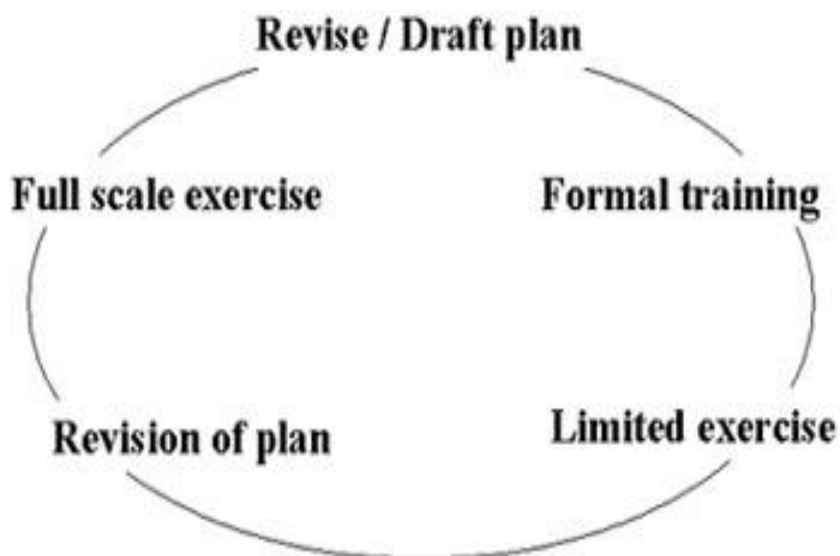 Revise / Draft plan
Full scale exercise
Formal training
Revision of plan
Limited exercise